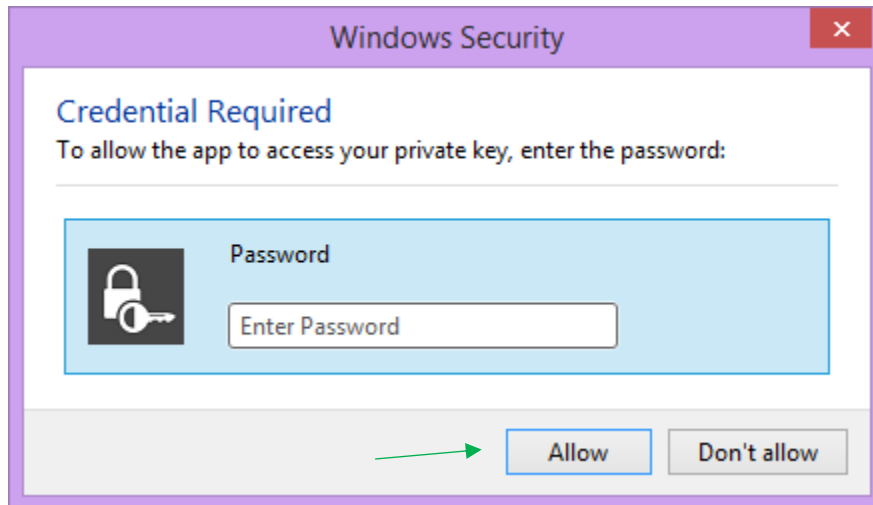 Windows Security
Credential Required
To allow the app to access your private key, enter the password:
Password
Enter Password
Allow
Don't allow